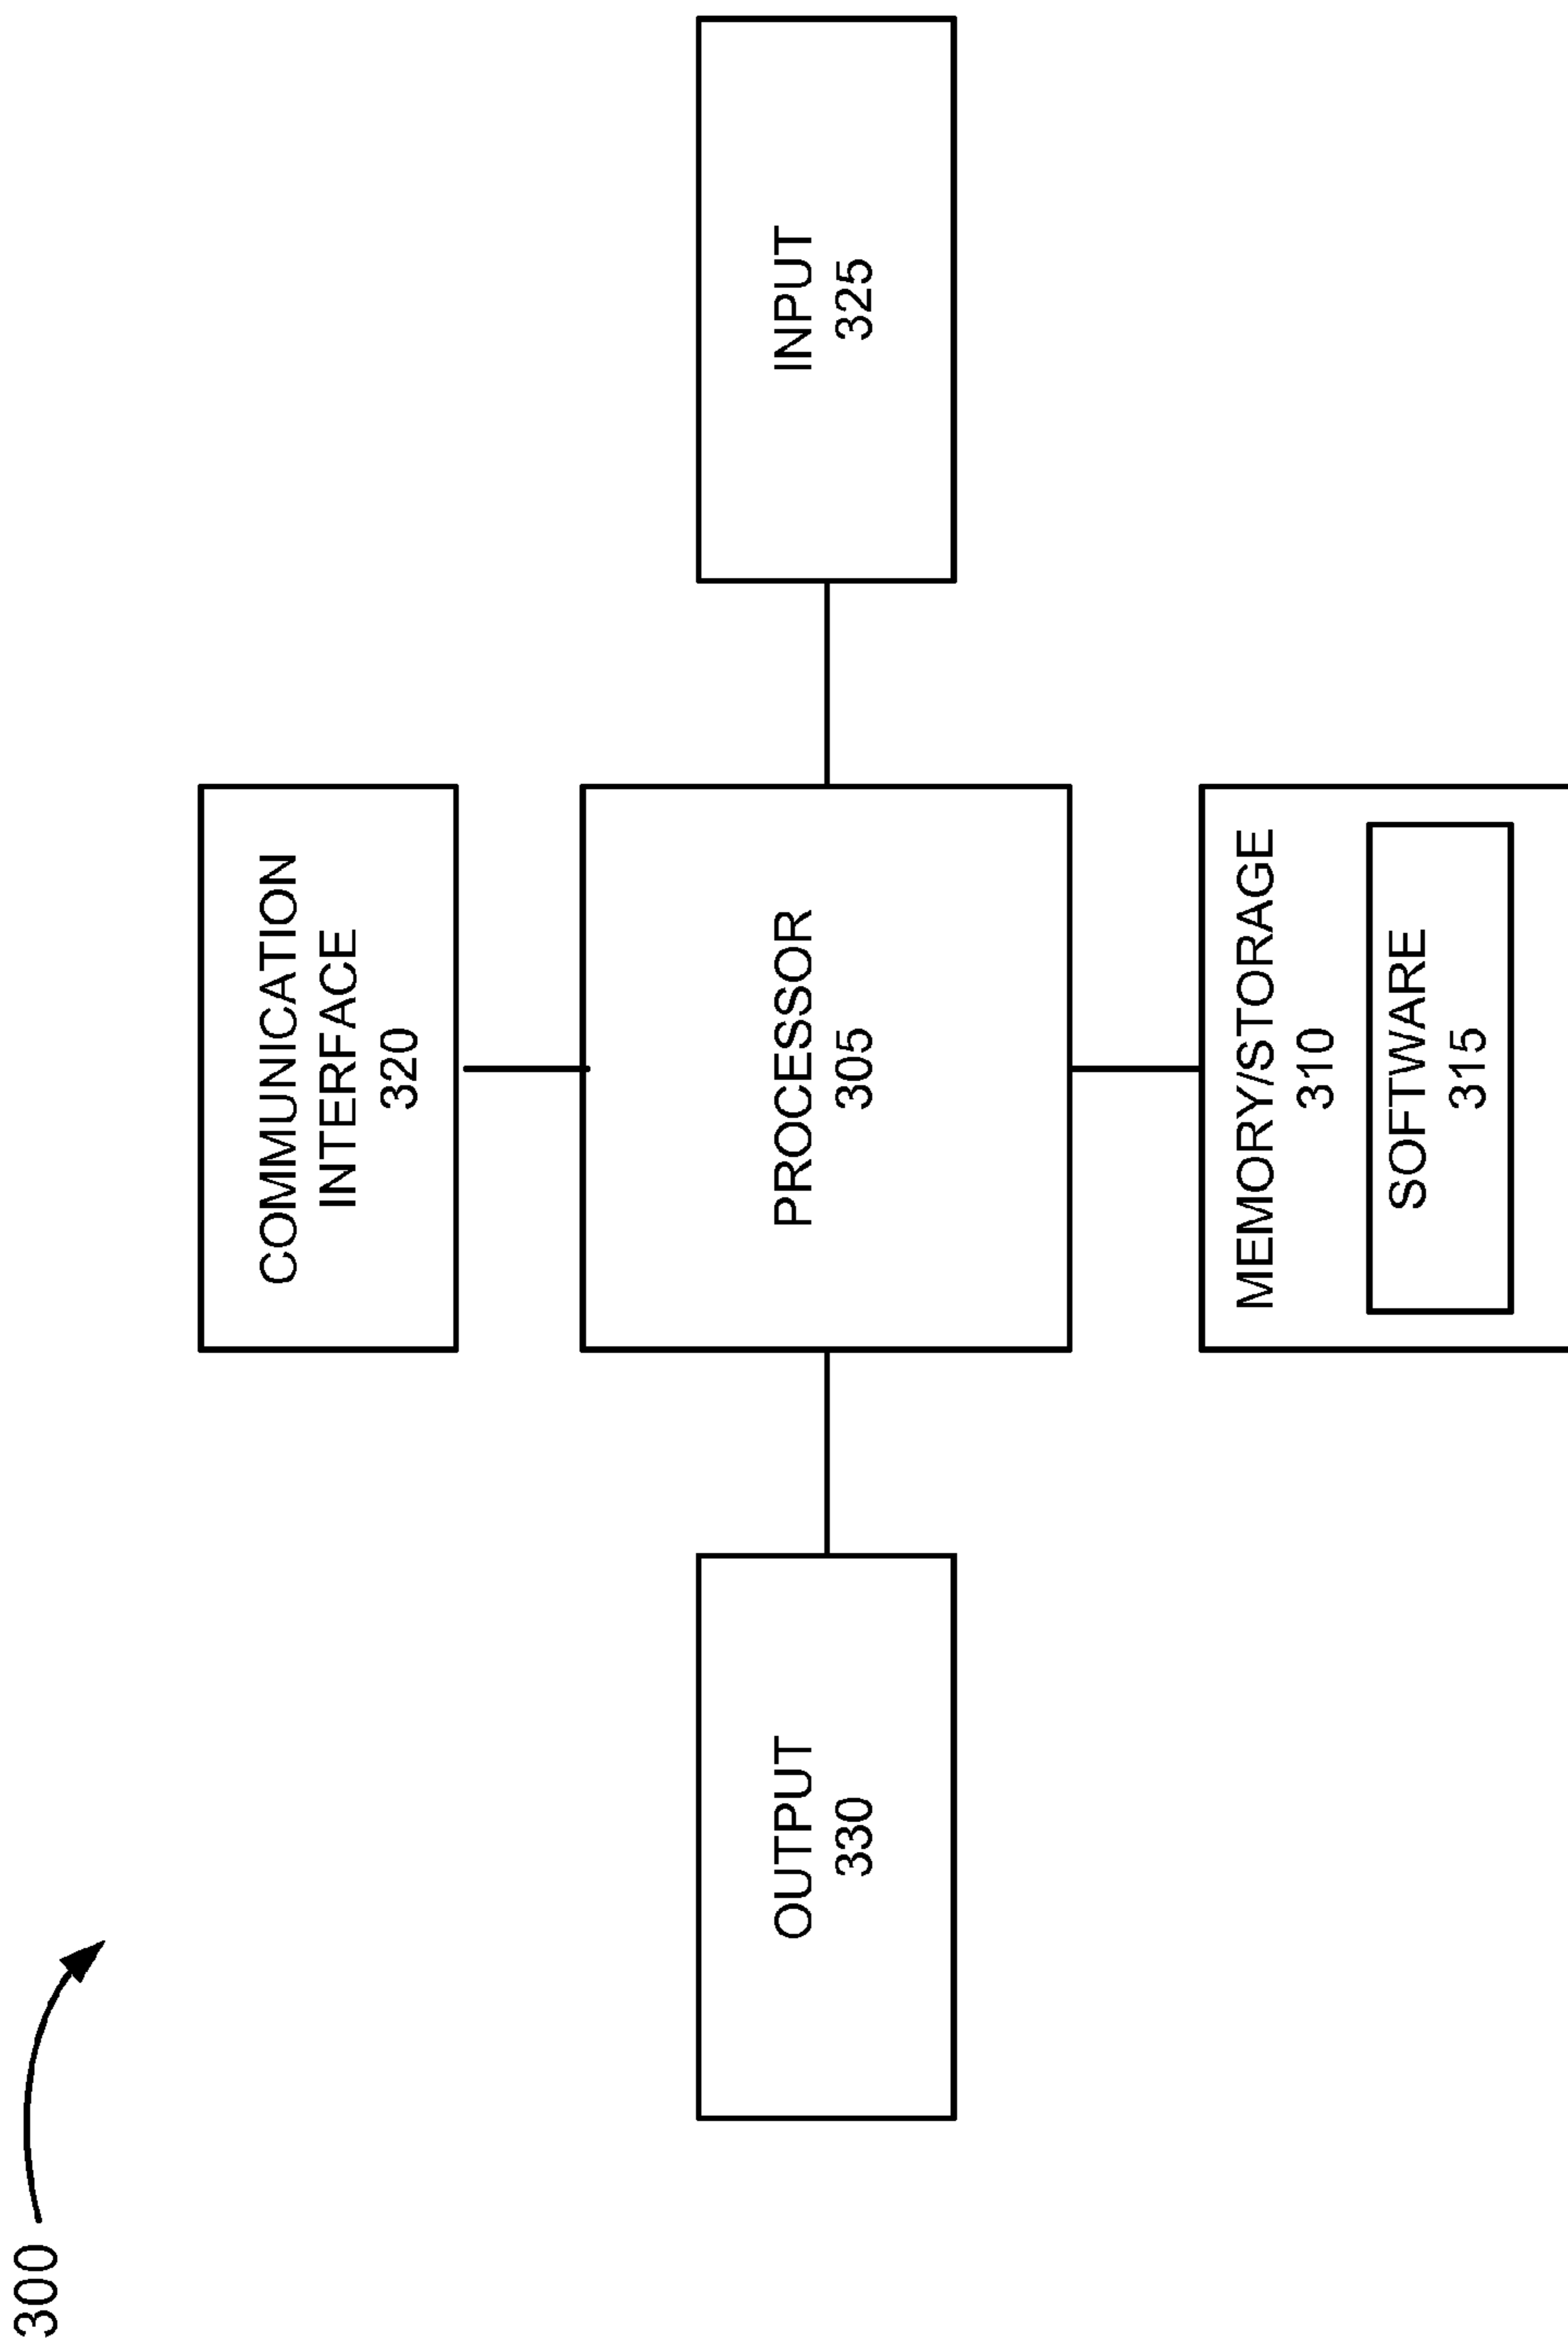 300
COMMUNICATION
INTERFACE
320
OUTPUT
330
PROCESSOR
305
INPUT
325
MEMORY/STORAGE
310
SOFTWARE
315